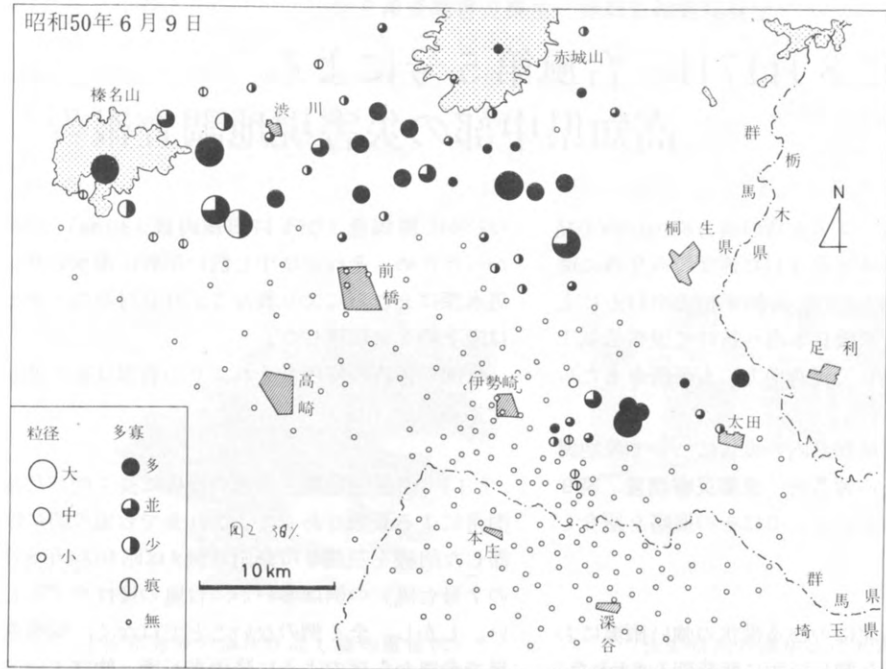 昭和50年6月9日
赤城山
榛名山
渋川
群馬県
栃木県
N
桐生
前橋
足利
高崎
伊勢崎
太田
粒径
多寡
大
多
中
並
小
少
痕
無
10km
本庄
深谷
群馬県
埼玉県